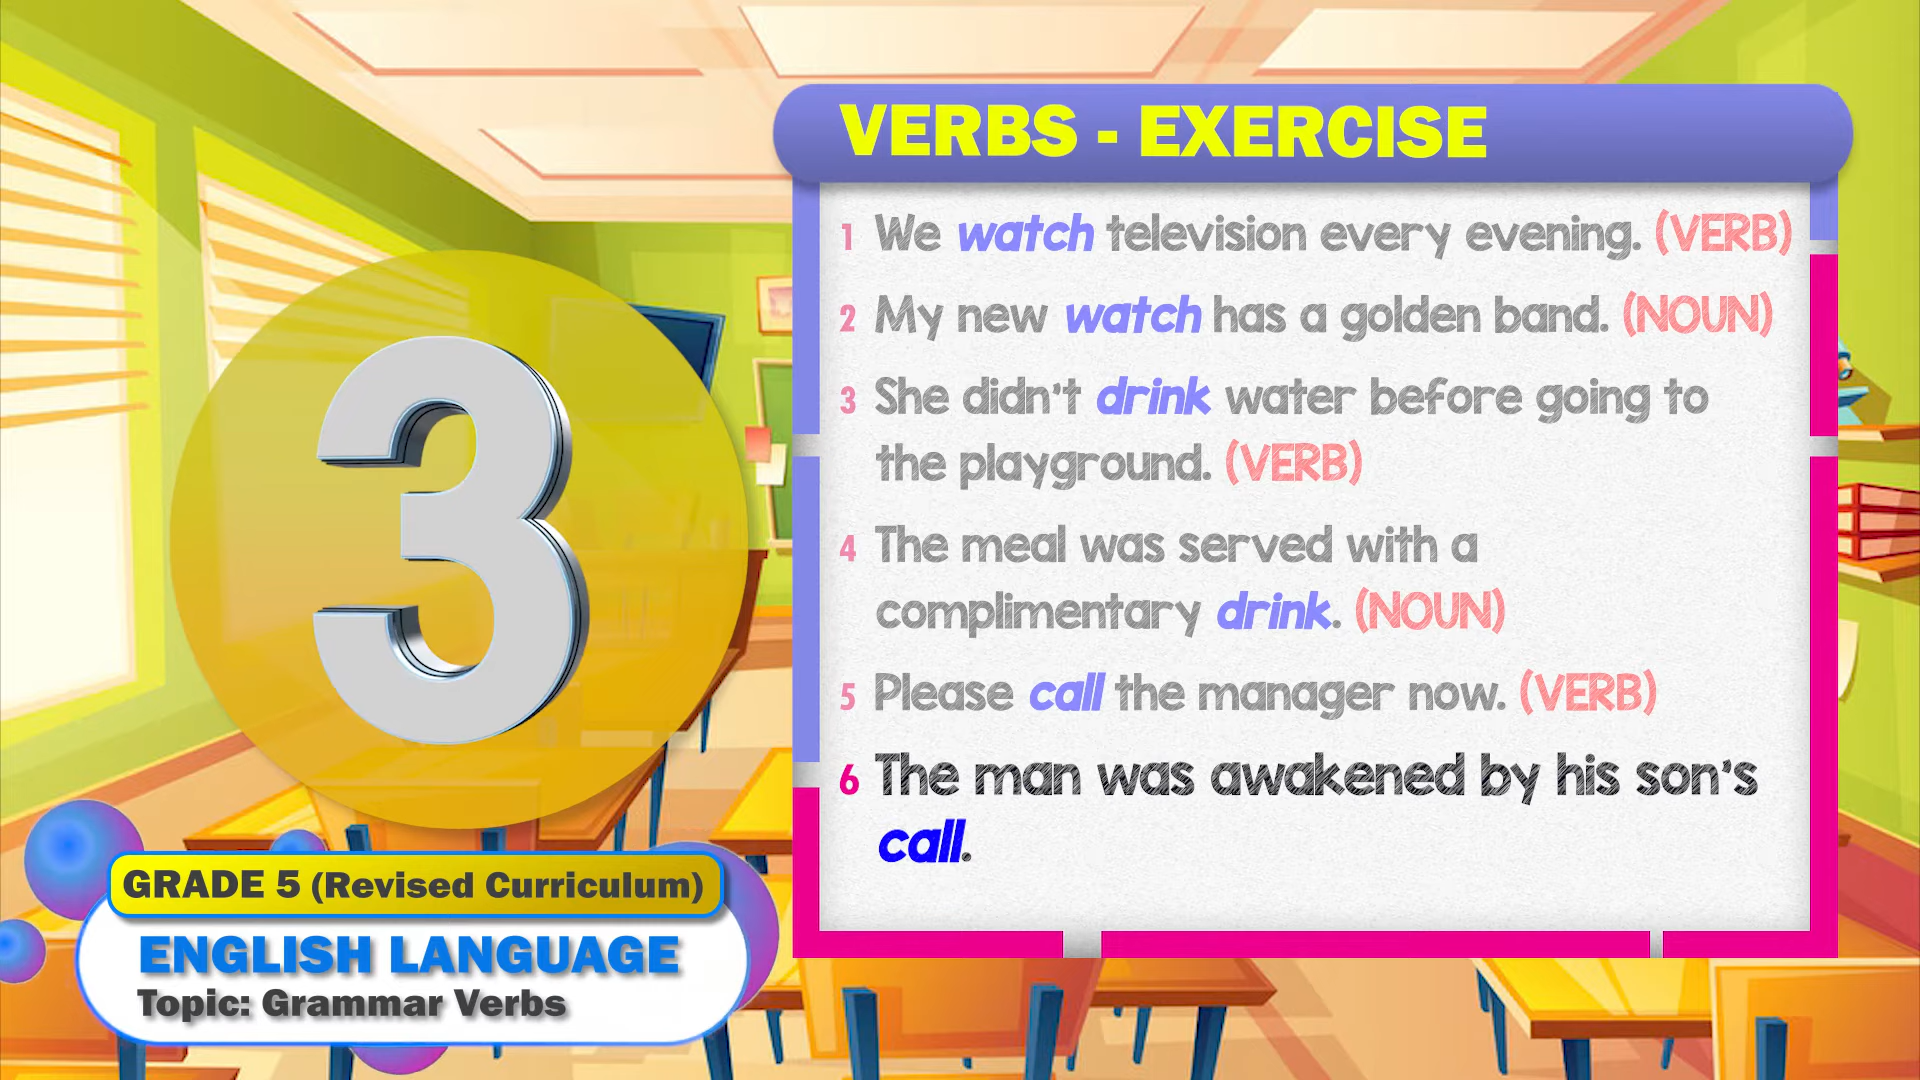 VERBS - EXERCISE
1 We watch television every evening. (VERB)
2 My new watch has a golden band. (NOUN)
3 She didn't drink water before going to
the playground. (VERB)
4 The meal was served with a
complimentary drink. (NOUN)
5 Please call the manager now. (VERB)
6 The man was awakened by his son's
call.
3
GRADE 5 (Revised Curriculum)
ENGLISH LANGUAGE
Topic: Grammar Verbs